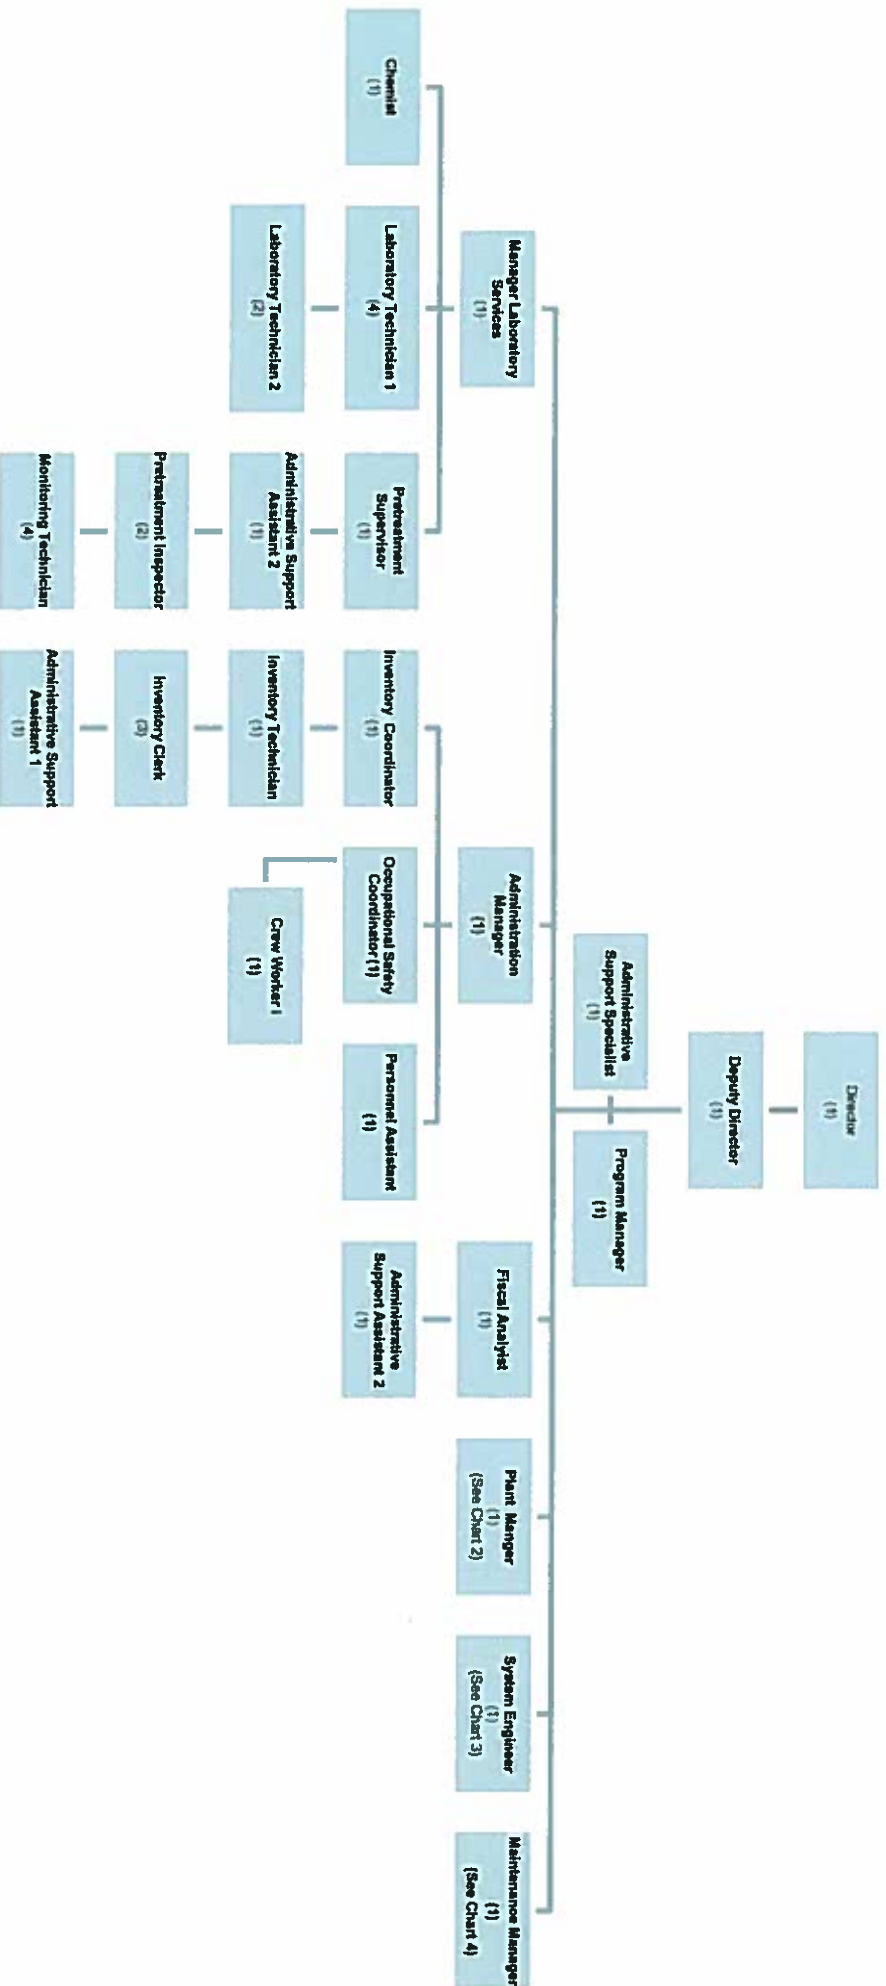 Director
(1)
Deputy Director
(1)
Administrative
Support Specialist
(1)
Program Manager
(1)
Manager Laboratory
Services
(1)
Administration
Manager
(1)
Fiscal Analyist
(1)
Plant Manger
(1)
(See Chart 2)
System Engineer
(1)
(See Chart 3)
Maintenance Manager
(1)
(See Chart 4)
Chemist
(1)
Laboratory Technician 1
(4)
Pretreatment
Supervisor
(1)
Inventory Coordinator
(1)
Occupational Safety
Coordinator (1)
Personnel Assistant
(1)
Administrative
Support Assistant 2
(1)
Laboratory Technician 2
(2)
Administrative Support
Assistant 2
(1)
Inventory Technician
(1)
Crew Worker I
(1)
Pretreatment Inspector
(2)
Inventory Clerk
(3)
Monitoring Technician
(4)
Administrative Support
Assistant 1
(1)